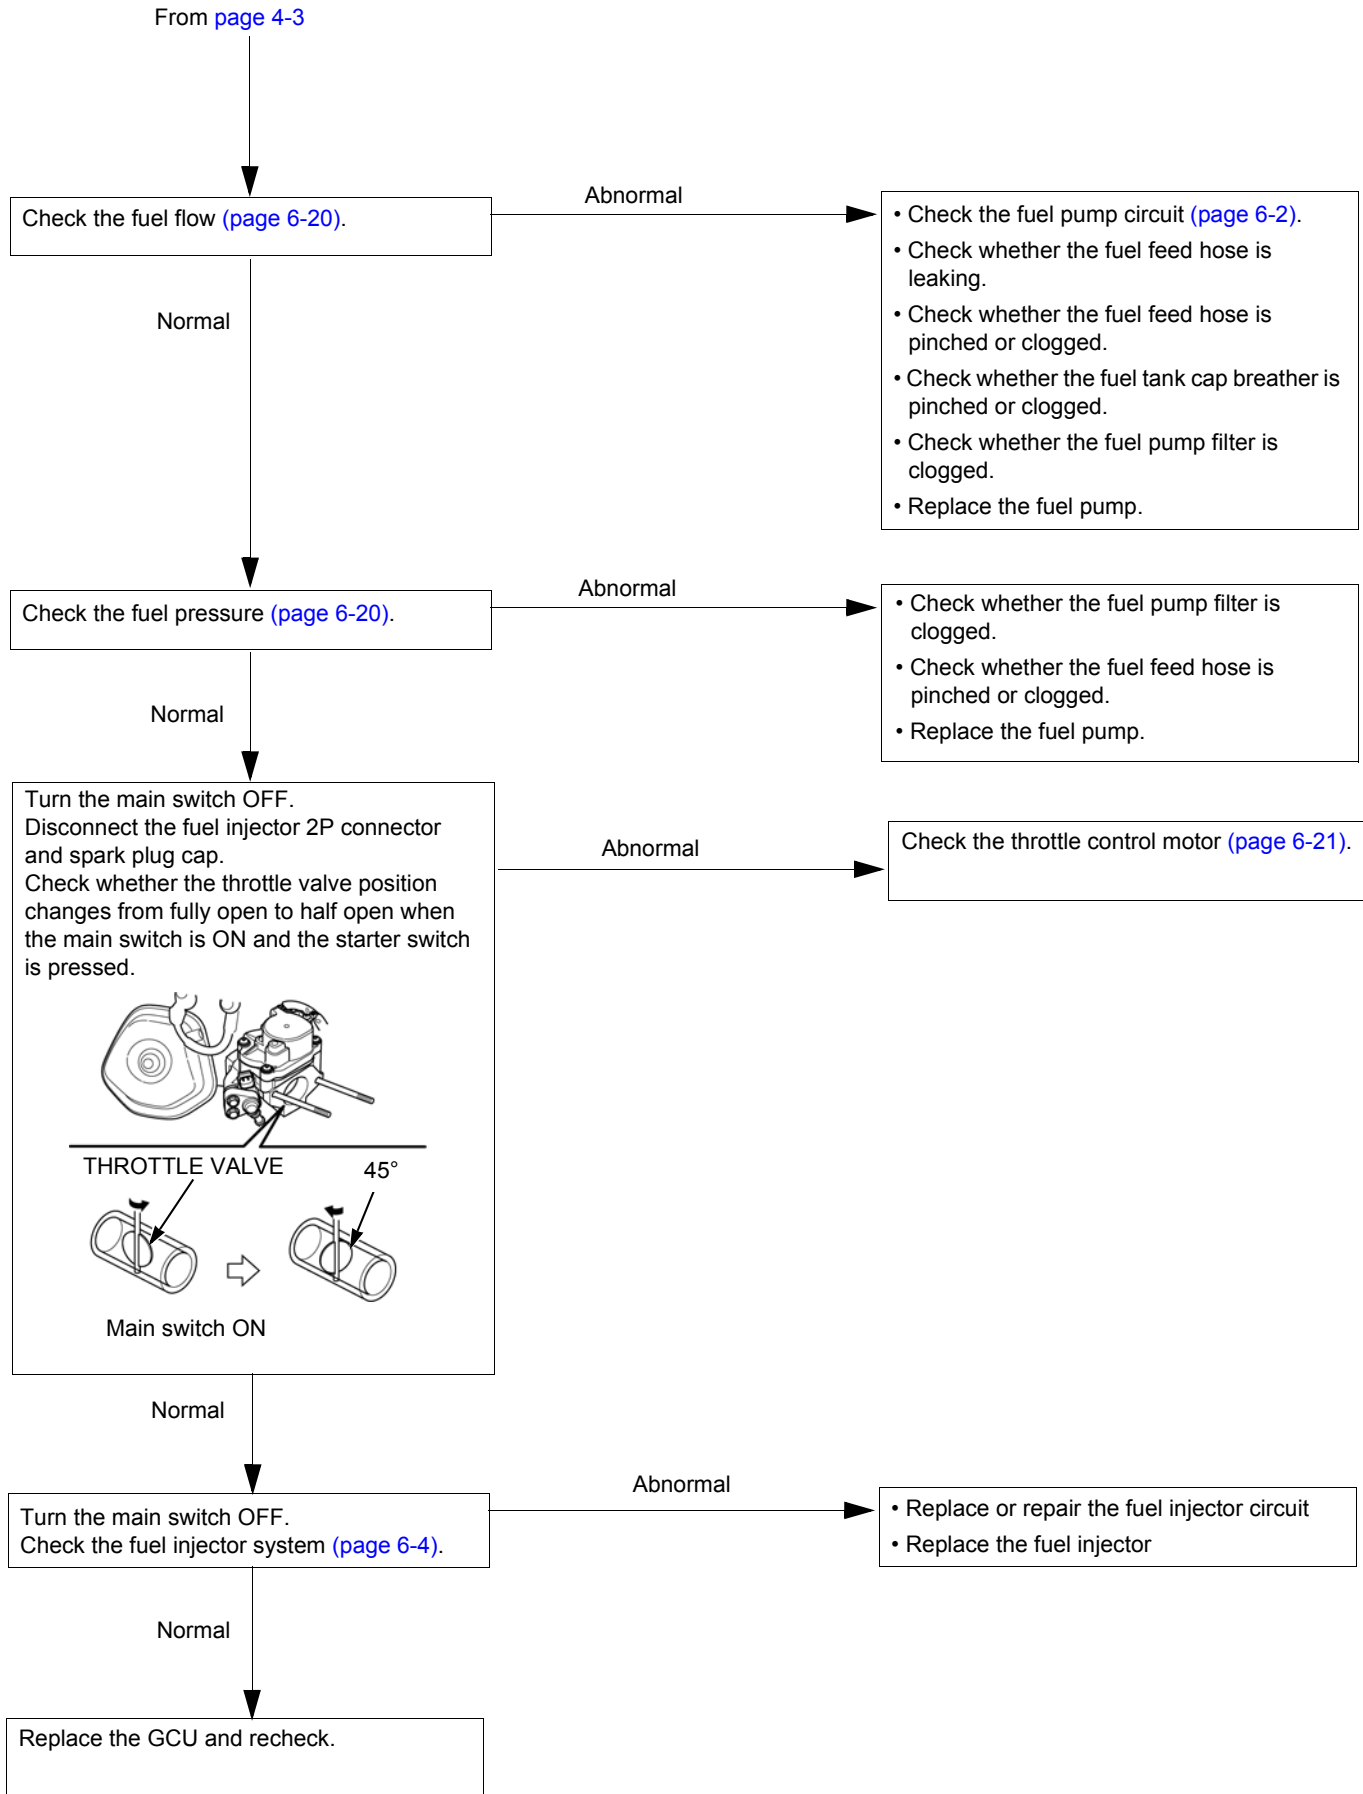 From page 4-3
Abnormal
Check the fuel flow (page 6-20).
• Check the fuel pump circuit (page 6-2).
• Check whether the fuel feed hose is
leaking.
• Check whether the fuel feed hose is
pinched or clogged.
• Check whether the fuel tank cap breather is
pinched or clogged.
• Check whether the fuel pump filter is
clogged.
• Replace the fuel pump.
Normal
Abnormal
Check the fuel pressure (page 6-20).
• Check whether the fuel pump filter is
clogged.
• Check whether the fuel feed hose is
pinched or clogged.
• Replace the fuel pump.
Normal
Turn the main switch OFF.
Disconnect the fuel injector 2P connector
and spark plug cap.
Check whether the throttle valve position
changes from fully open to half open when
the main switch is ON and the starter switch
is pressed.
Abnormal
Check the throttle control motor (page 6-21).
THROTTLE VALVE
45°
Main switch ON
Normal
Abnormal
Turn the main switch OFF.
Check the fuel injector system (page 6-4).
• Replace or repair the fuel injector circuit
• Replace the fuel injector
Normal
Replace the GCU and recheck.